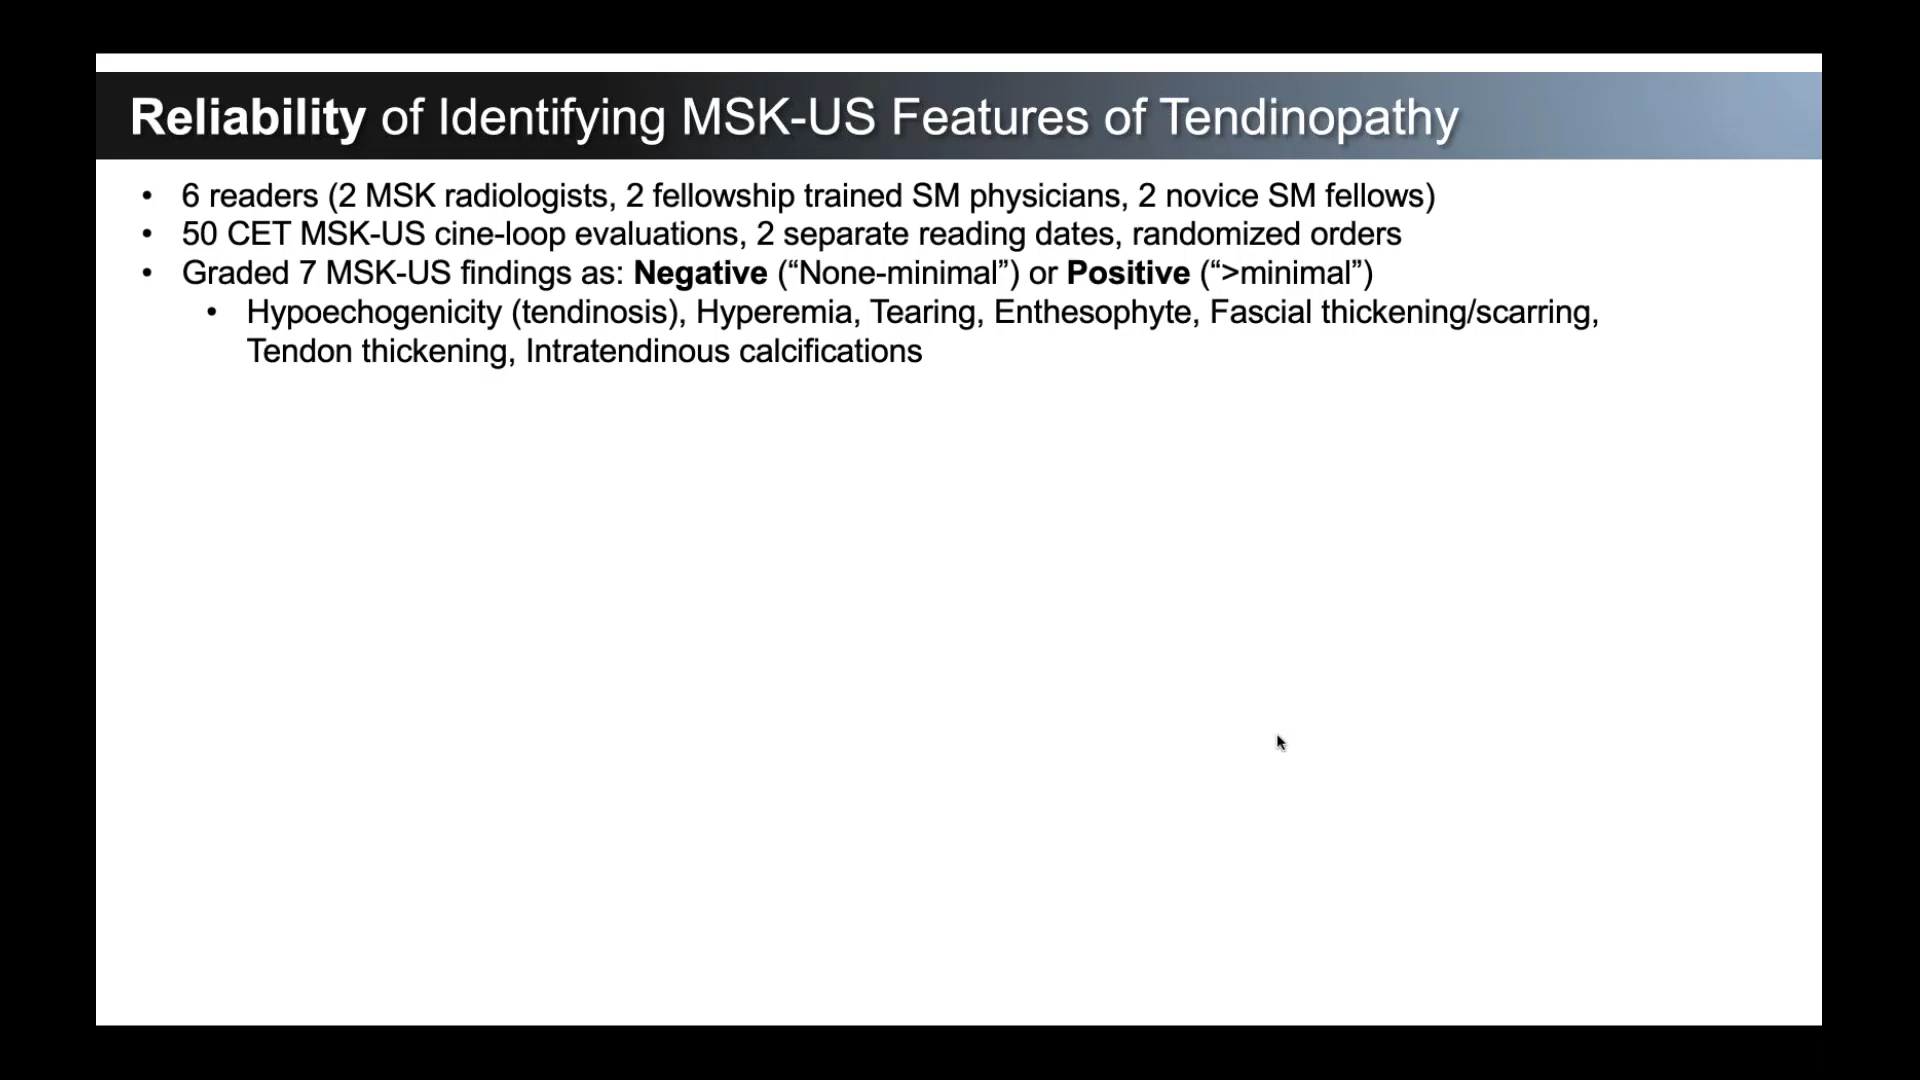 Reliability of Identifying MSK-US Features of Tendinopathy
• 6 readers (2 MSK radiologists, 2 fellowship trained SM physicians, 2 novice SM fellows)
• 50 CET MSK-US cine-loop evaluations, 2 separate reading dates, randomized orders
• Graded 7 MSK-US findings as: Negative (“None-minimal”) or Positive (“>minimal”)
• Hypoechogenicity (tendinosis), Hyperemia, Tearing, Enthesophyte, Fascial thickening/scarring,
Tendon thickening, Intratendinous calcifications